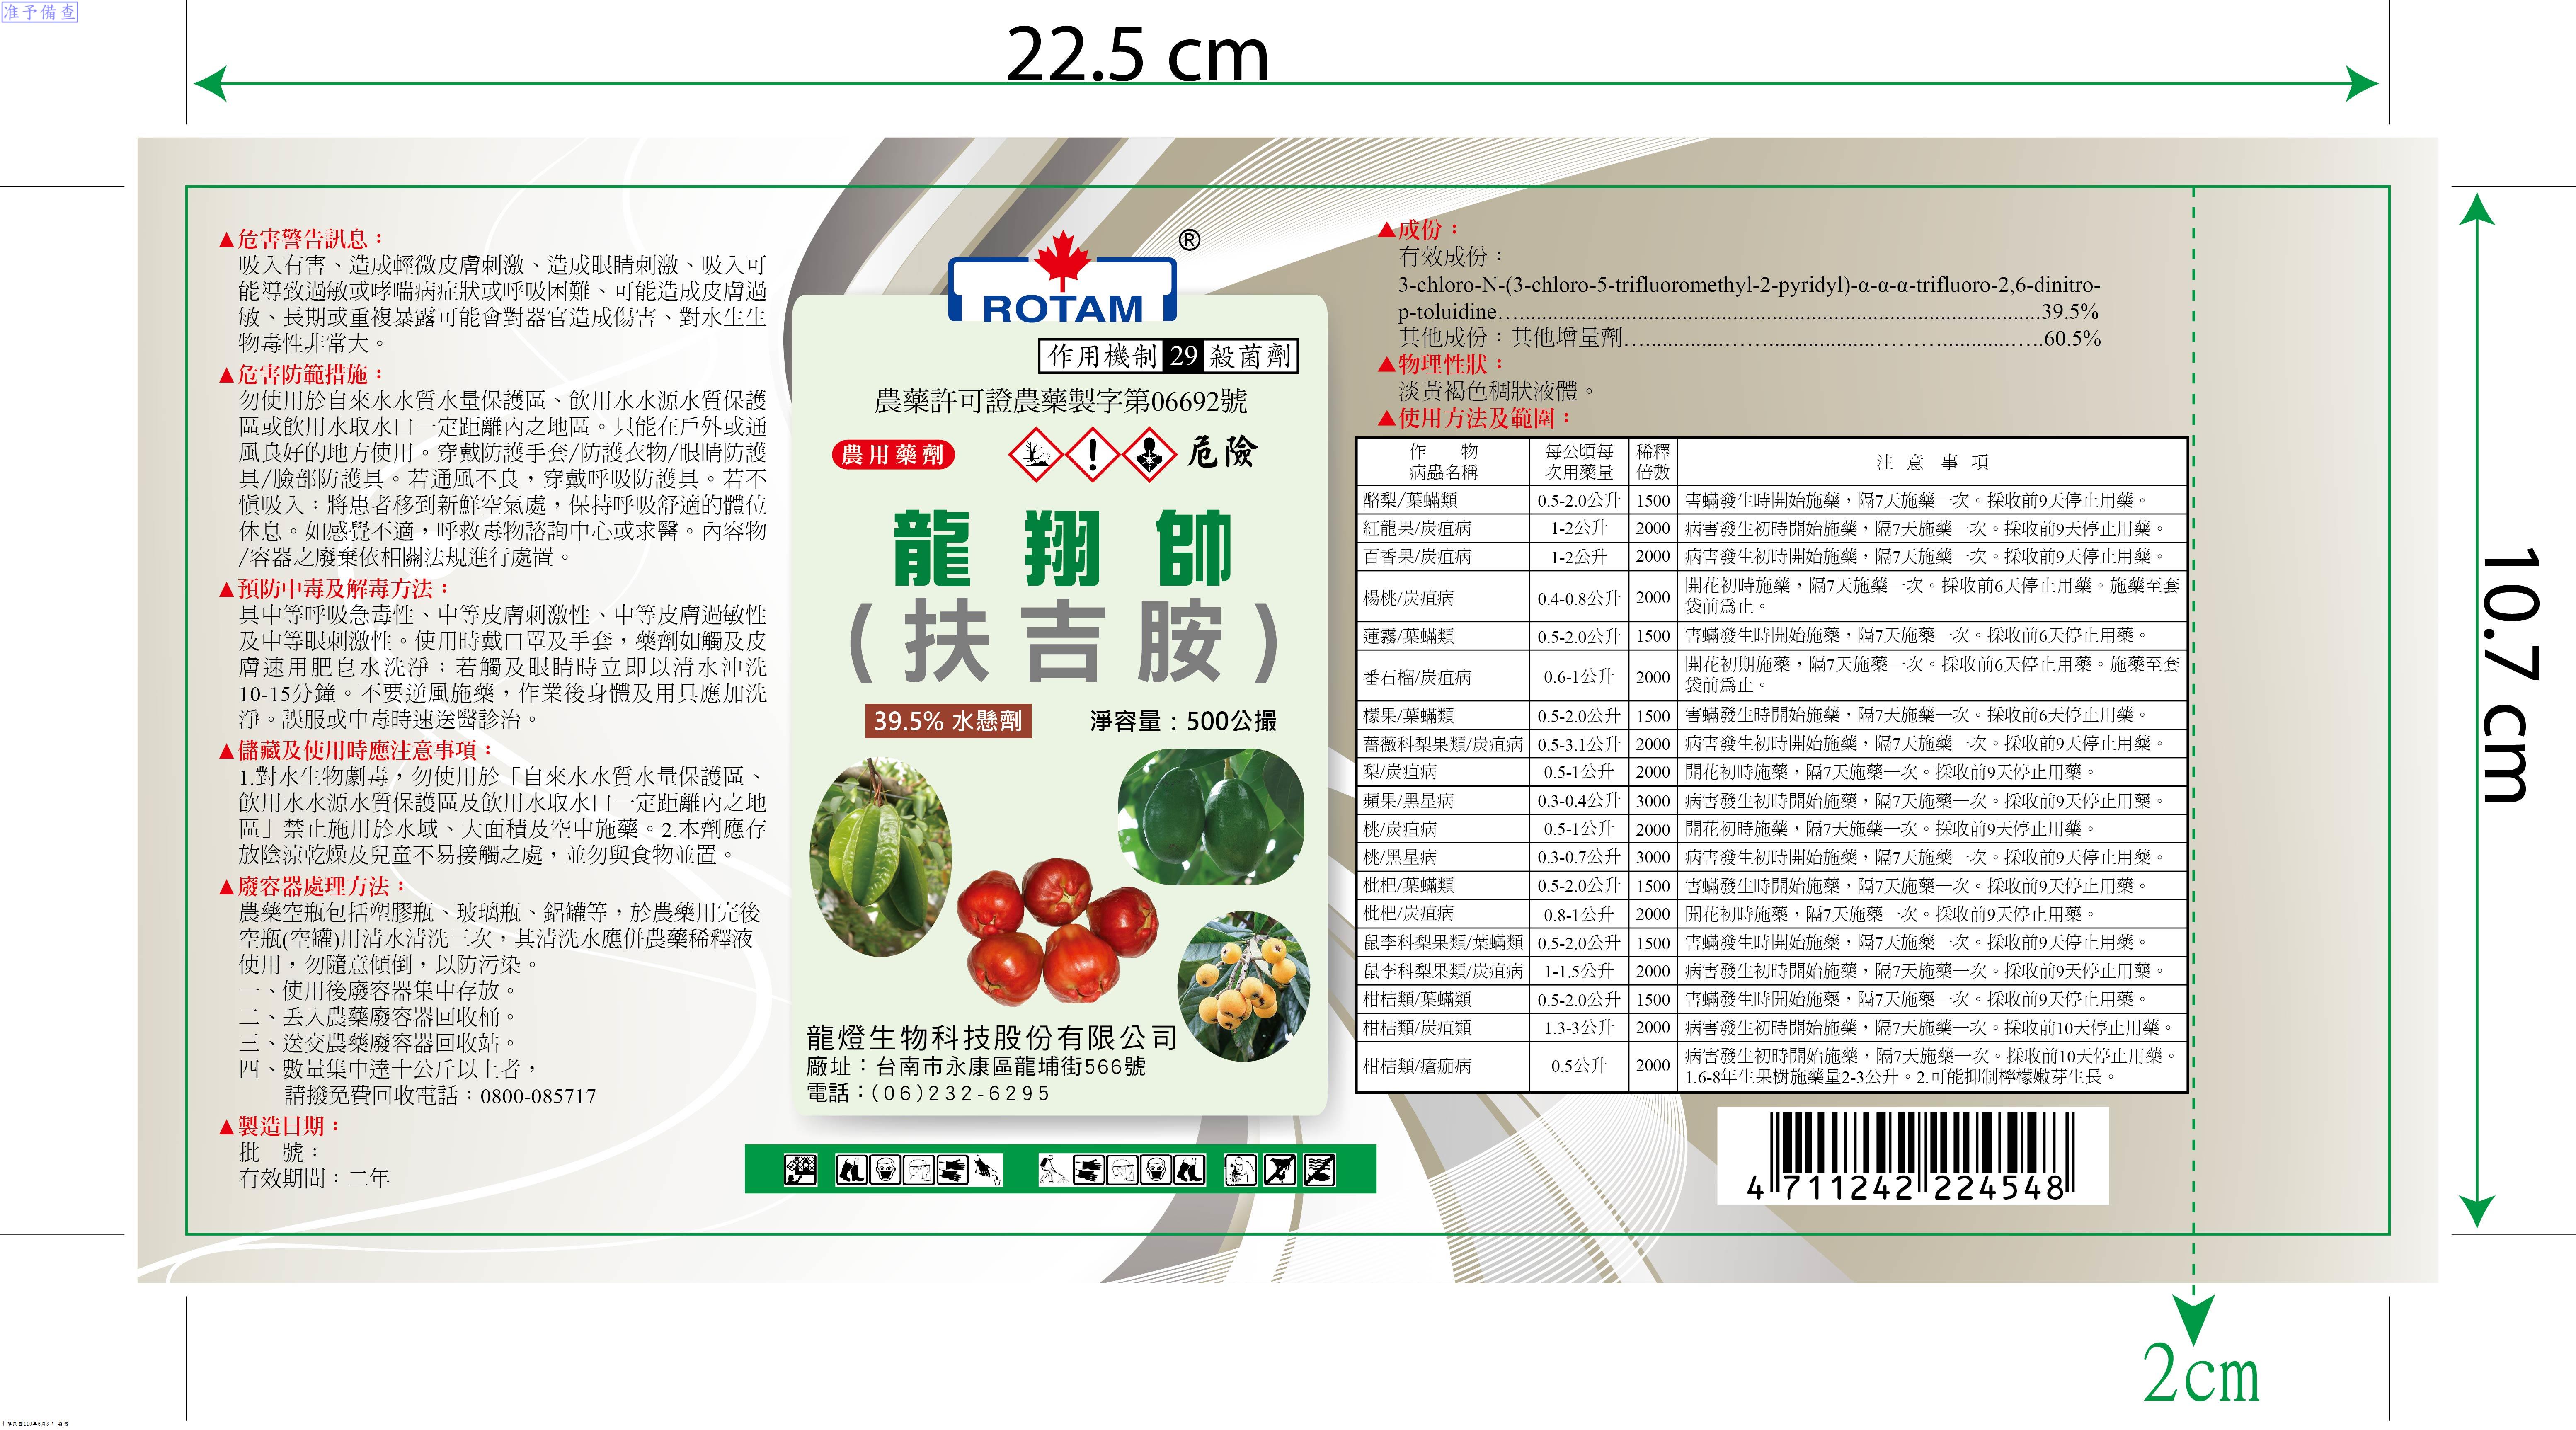 准予備查
22.5 cm
▲危害警告訊息：
吸入有害、造成輕微皮膚刺激、造成眼睛刺激、吸入可
能導致過敏或哮喘病症狀或呼吸困難、可能造成皮膚過
敏、長期或重複暴露可能會對器官造成傷害、對水生生
物毒性非常大。
▲危害防範措施：
勿使用於自來水水質水量保護區、飲用水水源水質保護
區或飲用水取水口一定距離內之地區。只能在戶外或通
風良好的地方使用。穿戴防護手套/防護衣物/眼睛防護
具/臉部防護具。若通風不良，穿戴呼吸防護具。若不
慎吸入：將患者移到新鮮空氣處，保持呼吸舒適的體位
休息。如感覺不適，呼救毒物諮詢中心或求醫。內容物
/容器之廢棄依相關法規進行處置。
▲預防中毒及解毒方法：
具中等呼吸急毒性、中等皮膚刺激性、中等皮膚過敏性
及中等眼刺激性。使用時戴口罩及手套，藥劑如觸及皮
膚速用肥皂水洗淨；若觸及眼睛時立即以清水沖洗
10-15分鐘。不要逆風施藥，作業後身體及用具應加洗
淨。誤服或中毒時速送醫診治。
▲儲藏及使用時應注意事項：
1.對水生物劇毒，勿使用於「自來水水質水量保護區、
飲用水水源水質保護區及飲用水取水口一定距離內之地
區」禁止施用於水域、大面積及空中施藥。2.本劑應存
放陰涼乾燥及兒童不易接觸之處，並勿與食物並置。
▲廢容器處理方法：
農藥空瓶包括塑膠瓶、玻璃瓶、鋁罐等，於農藥用完後
空瓶(空罐)用清水清洗三次，其清洗水應併農藥稀釋液
使用，勿隨意傾倒，以防污染。
一、使用後廢容器集中存放。
二、丟入農藥廢容器回收桶。
三、送交農藥廢容器回收站。
四、數量集中達十公斤以上者，
請撥免費回收電話：0800-085717
▲製造日期：
批　號：
有效期間：二年
®
ROTAM
作用機制 29 殺菌劑
農藥許可證農藥製字第06692號
農用藥劑 危險
龍翔帥
(扶吉胺)
39.5% 水懸劑 淨容量：500公撮
龍燈生物科技股份有限公司
廠址：台南市永康區龍埔街566號
電話：(06)232-6295
▲成份：
有效成份：
3-chloro-N-(3-chloro-5-trifluoromethyl-2-pyridyl)-α-α-α-trifluoro-2,6-dinitro-
p-toluidine..........39.5%
其他成份：其他增量劑..........60.5%
▲物理性狀：
淡黃褐色稠狀液體。
▲使用方法及範圍：
作　物 病蟲名稱 每公頃每次用藥量 稀釋倍數 注意事項
酪梨/葉蟎類 0.5-2.0公升 1500 害蟎發生時開始施藥，隔7天施藥一次。採收前9天停止用藥。
紅龍果/炭疽病 1-2公升 2000 病害發生初時開始施藥，隔7天施藥一次。採收前9天停止用藥。
百香果/炭疽病 1-2公升 2000 病害發生初時開始施藥，隔7天施藥一次。採收前9天停止用藥。
楊桃/炭疽病 0.4-0.8公升 2000 開花初時施藥，隔7天施藥一次。採收前6天停止用藥。施藥至套
袋前為止。
蓮霧/葉蟎類 0.5-2.0公升 1500 害蟎發生時開始施藥，隔7天施藥一次。採收前6天停止用藥。
番石榴/炭疽病 0.6-1公升 2000 開花初期施藥，隔7天施藥一次。採收前6天停止用藥。施藥至套
袋前為止。
檬果/葉蟎類 0.5-2.0公升 1500 害蟎發生時開始施藥，隔7天施藥一次。採收前6天停止用藥。
薔薇科梨果類/炭疽病 0.5-3.1公升 2000 病害發生初時開始施藥，隔7天施藥一次。採收前9天停止用藥。
梨/炭疽病 0.5-1公升 2000 開花初時施藥，隔7天施藥一次。採收前9天停止用藥。
蘋果/黑星病 0.3-0.4公升 3000 病害發生初時開始施藥，隔7天施藥一次。採收前9天停止用藥。
桃/炭疽病 0.5-1公升 2000 開花初時施藥，隔7天施藥一次。採收前9天停止用藥。
桃/黑星病 0.3-0.7公升 3000 病害發生初時開始施藥，隔7天施藥一次。採收前9天停止用藥。
枇杷/葉蟎類 0.5-2.0公升 1500 害蟎發生時開始施藥，隔7天施藥一次。採收前9天停止用藥。
枇杷/炭疽病 0.8-1公升 2000 開花初時施藥，隔7天施藥一次。採收前9天停止用藥。
鼠李科梨果類/葉蟎類 0.5-2.0公升 1500 害蟎發生時開始施藥，隔7天施藥一次。採收前9天停止用藥。
鼠李科梨果類/炭疽病 1-1.5公升 2000 病害發生初時開始施藥，隔7天施藥一次。採收前9天停止用藥。
柑桔類/葉蟎類 0.5-2.0公升 1500 害蟎發生時開始施藥，隔7天施藥一次。採收前9天停止用藥。
柑桔類/炭疽類 1.3-3公升 2000 病害發生初時開始施藥，隔7天施藥一次。採收前10天停止用藥。
柑桔類/瘡痂病 0.5公升 2000 病害發生初時開始施藥，隔7天施藥一次。採收前10天停止用藥。
1.6-8年生果樹施藥量2-3公升。2.可能抑制檸檬嫩芽生長。
4 711242 224548
10.7 cm
2cm